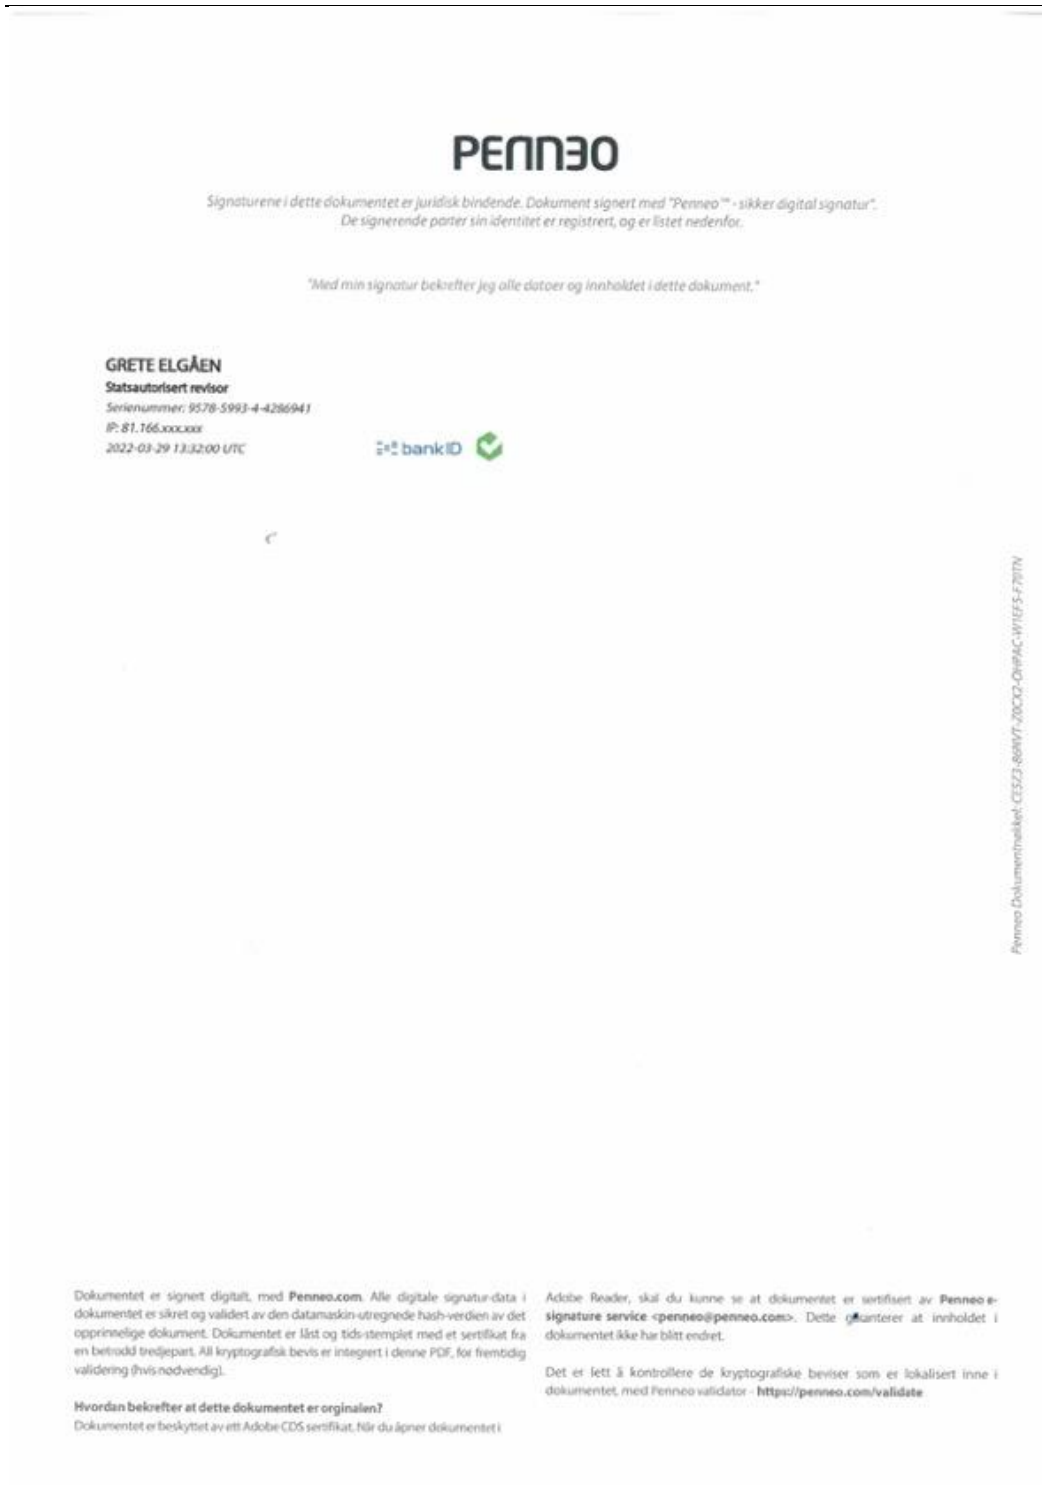 PENNEO
Signaturene i dette dokumentet er juridisk bindende. Dokument signert med "Penneo™ - sikker digital signatur".
De signerende parter sin identitet er registrert, og er listet nedenfor.
"Med min signatur bekrefter jeg alle datoer og innholdet i dette dokument."
GRETE ELGÅEN
Statsautorisert revisor
Serienummer: 9578-5993-4-4286941
IP: 81.166.xxx.xxx
2022-03-29 13:32:00 UTC
bankID
Penneo Dokumentnøkkel: CESZ3-86NVT-Z0CX2-OHPAC-W1EF5-F70TN
Dokumentet er signert digitalt, med Penneo.com. Alle digitale signatur-data i
dokumentet er sikret og validert av den datamaskin-utregnede hash-verdien av det
opprinnelige dokument. Dokumentet er låst og tids-stemplet med et sertifikat fra
en betrodd tredjepart. All kryptografisk bevis er integrert i denne PDF, for fremtidig
validering (hvis nødvendig).
Hvordan bekrefter at dette dokumentet er orginalen?
Dokumentet er beskyttet av ett Adobe CDS sertifikat. Når du åpner dokumentet i
Adobe Reader, skal du kunne se at dokumentet er sertifisert av Penneo e-
signature service <penneo@penneo.com>. Dette garanterer at innholdet i
dokumentet ikke har blitt endret.
Det er lett å kontrollere de kryptografiske beviser som er lokalisert inne i
dokumentet, med Penneo validator - https://penneo.com/validate